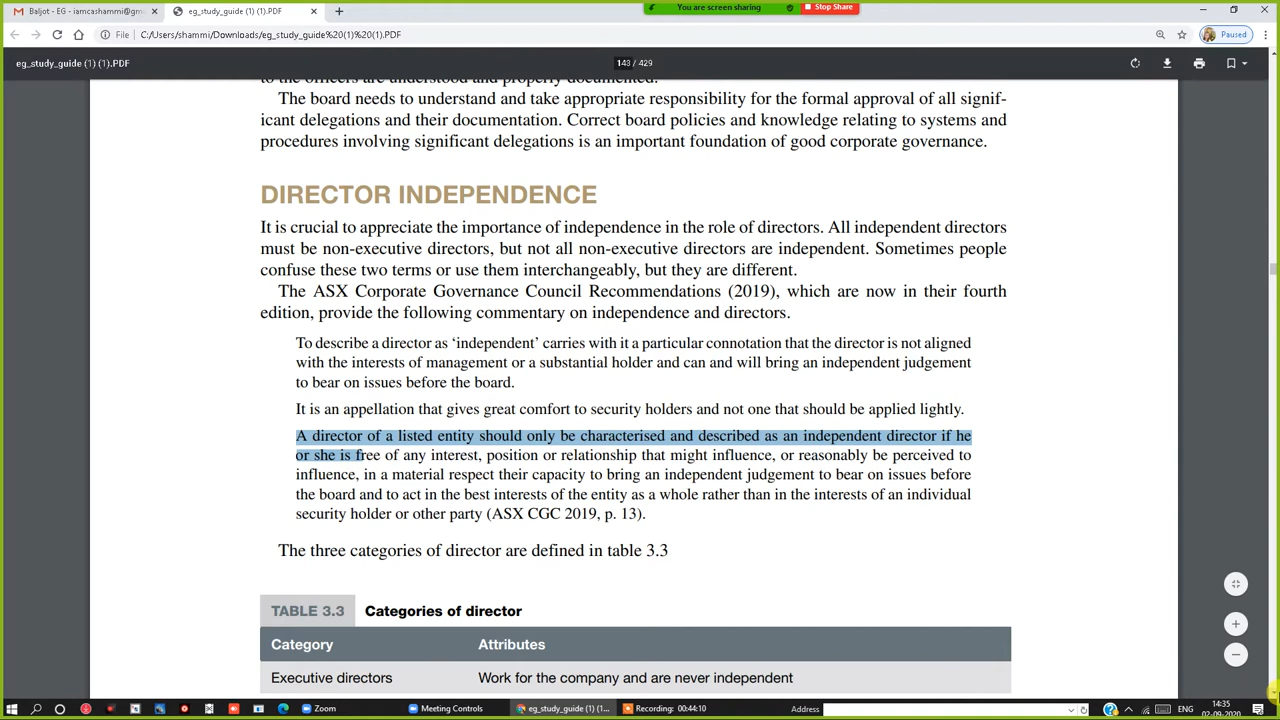 Baljot - EG - iamcashammi@gm
eg_study_guide (1) (1).PDF
You are screen sharing
Stop Share
File
C:/Users/shammi/Downloads/eg_study_guide%20(1)%20(1).PDF
Paused
eg_study_guide (1) (1).PDF
143 / 429
to the officers are understood and properly documented.
The board needs to understand and take appropriate responsibility for the formal approval of all signif-
icant delegations and their documentation. Correct board policies and knowledge relating to systems and
procedures involving significant delegations is an important foundation of good corporate governance.
DIRECTOR INDEPENDENCE
It is crucial to appreciate the importance of independence in the role of directors. All independent directors
must be non-executive directors, but not all non-executive directors are independent. Sometimes people
confuse these two terms or use them interchangeably, but they are different.
The ASX Corporate Governance Council Recommendations (2019), which are now in their fourth
edition, provide the following commentary on independence and directors.
To describe a director as ‘independent’ carries with it a particular connotation that the director is not aligned
with the interests of management or a substantial holder and can and will bring an independent judgement
to bear on issues before the board.
It is an appellation that gives great comfort to security holders and not one that should be applied lightly.
A director of a listed entity should only be characterised and described as an independent director if he
or she is free of any interest, position or relationship that might influence, or reasonably be perceived to
influence, in a material respect their capacity to bring an independent judgement to bear on issues before
the board and to act in the best interests of the entity as a whole rather than in the interests of an individual
security holder or other party (ASX CGC 2019, p. 13).
The three categories of director are defined in table 3.3
TABLE 3.3 Categories of director
Category Attributes
Executive directors Work for the company and are never independent
Zoom
Meeting Controls
eg_study_guide (1) (1...
Recording: 00:44:10
Address
ENG
14:35
02-09-2020